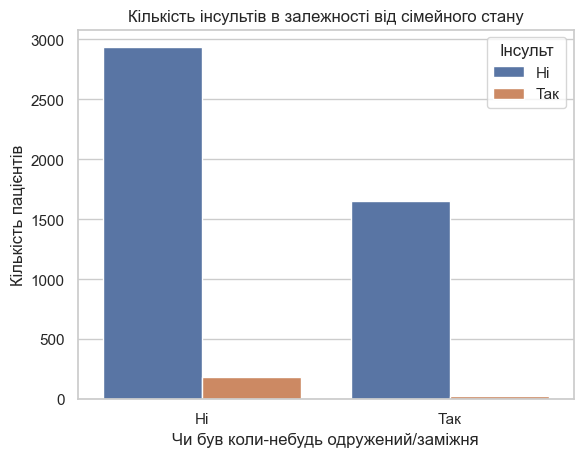 Кількість інсультів в залежності від сімейного стану
Інсульт
Ні
Так
Кількість пацієнтів
3000
2500
2000
1500
1000
500
0
Ні
Так
Чи був коли-небудь одружений/заміжня